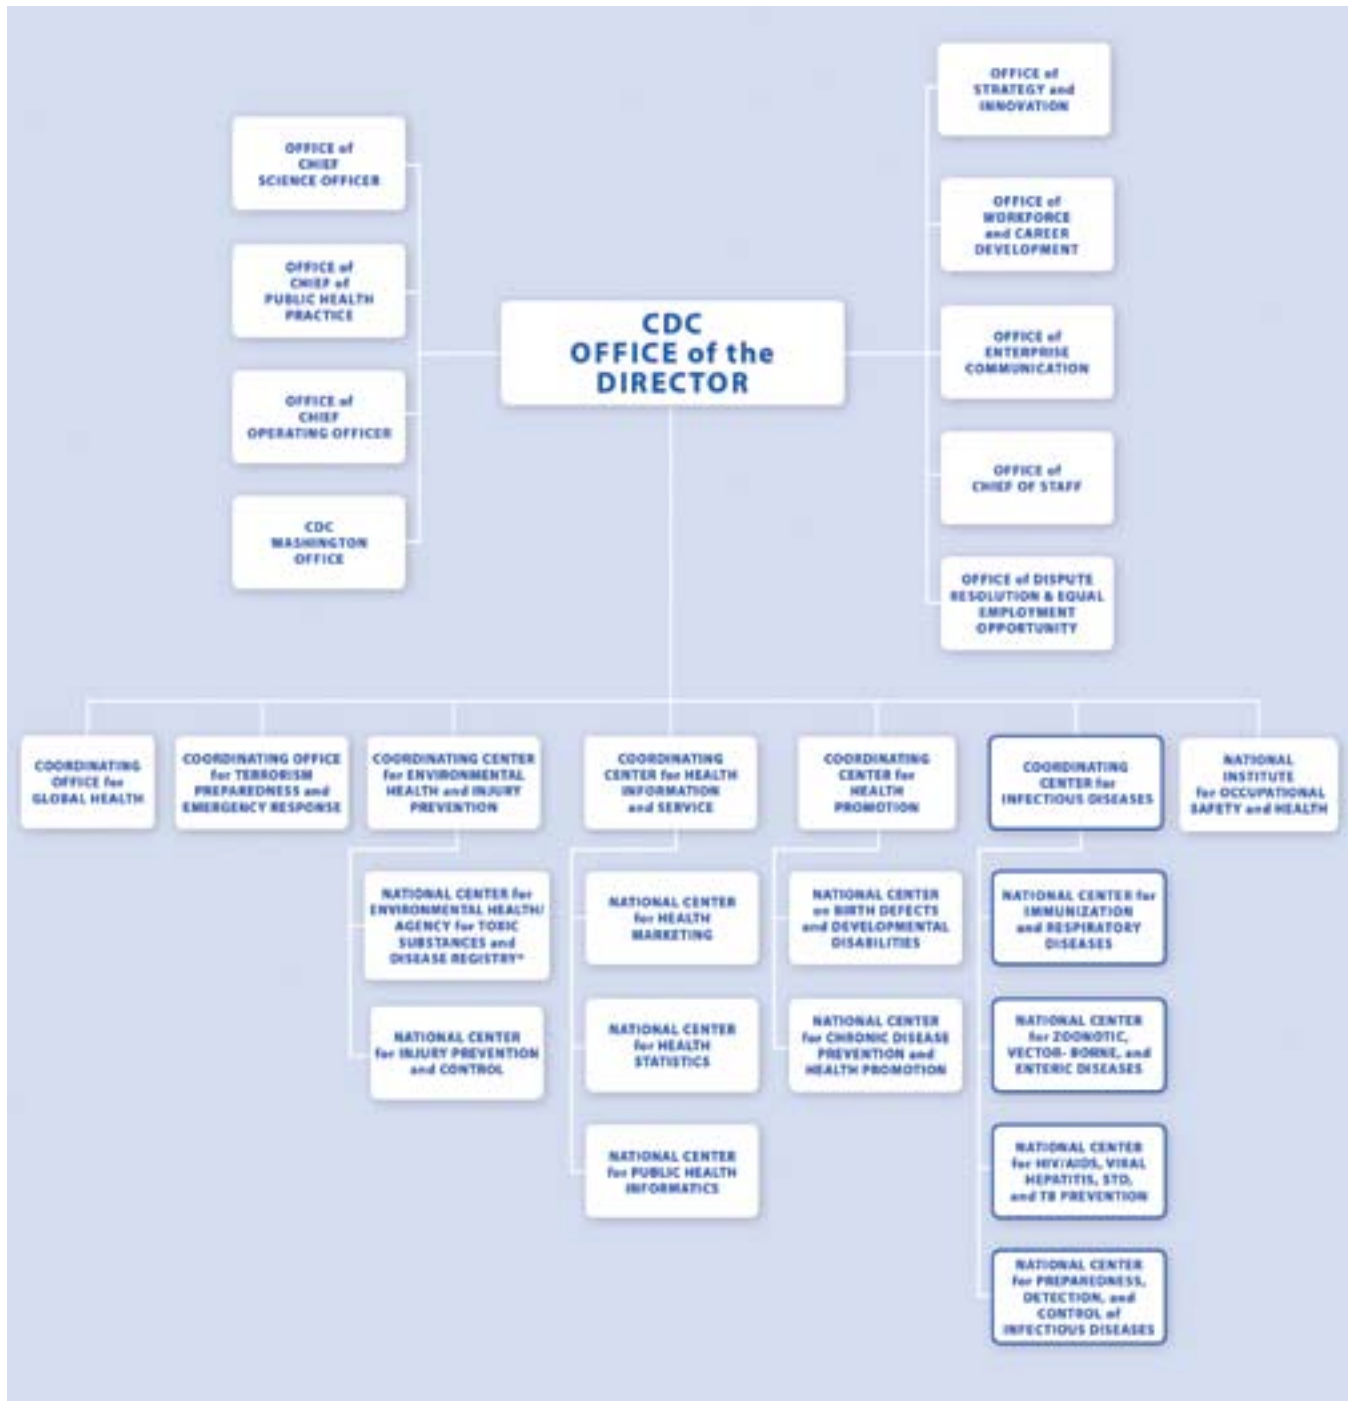 OFFICE of
STRATEGY and
INNOVATION
OFFICE of
CHIEF
SCIENCE OFFICER
OFFICE of
WORKFORCE
and CAREER
DEVELOPMENT
OFFICE of
CHIEF of
PUBLIC HEALTH
PRACTICE
CDC
OFFICE of the
DIRECTOR
OFFICE of
ENTERPRISE
COMMUNICATION
OFFICE of
CHIEF
OPERATING OFFICER
OFFICE of
CHIEF OF STAFF
CDC
WASHINGTON
OFFICE
OFFICE of DISPUTE
RESOLUTION & EQUAL
EMPLOYMENT
OPPORTUNITY
COORDINATING
OFFICE for
GLOBAL HEALTH
COORDINATING OFFICE
for TERRORISM
PREPAREDNESS and
EMERGENCY RESPONSE
COORDINATING CENTER
for ENVIRONMENTAL
HEALTH and INJURY
PREVENTION
COORDINATING
CENTER for HEALTH
INFORMATION
and SERVICE
COORDINATING
CENTER for
HEALTH
PROMOTION
COORDINATING
CENTER for
INFECTIOUS DISEASES
NATIONAL
INSTITUTE
for OCCUPATIONAL
SAFETY and HEALTH
NATIONAL CENTER for
ENVIRONMENTAL HEALTH/
AGENCY for TOXIC
SUBSTANCES and
DISEASE REGISTRY*
NATIONAL CENTER
for HEALTH
MARKETING
NATIONAL CENTER
on BIRTH DEFECTS
and DEVELOPMENTAL
DISABILITIES
NATIONAL CENTER for
IMMUNIZATION
and RESPIRATORY
DISEASES
NATIONAL CENTER
for INJURY PREVENTION
and CONTROL
NATIONAL CENTER
for HEALTH
STATISTICS
NATIONAL CENTER
for CHRONIC DISEASE
PREVENTION and
HEALTH PROMOTION
NATIONAL CENTER
for ZOONOTIC,
VECTOR- BORNE, and
ENTERIC DISEASES
NATIONAL CENTER
for PUBLIC HEALTH
INFORMATICS
NATIONAL CENTER
for HIV/AIDS, VIRAL
HEPATITIS, STD,
and TB PREVENTION
NATIONAL CENTER
for PREPAREDNESS,
DETECTION, and
CONTROL of
INFECTIOUS DISEASES